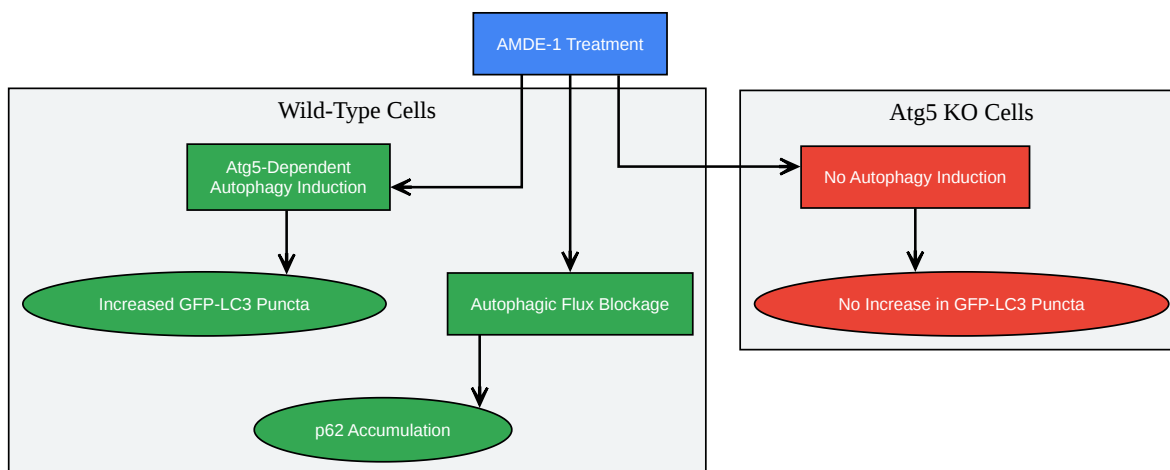 AMDE-1 Treatment
Wild-Type Cells
Atg5-Dependent
Autophagy Induction
Increased GFP-LC3 Puncta
Autophagic Flux Blockage
p62 Accumulation
Atg5 KO Cells
No Autophagy Induction
No Increase in GFP-LC3 Puncta